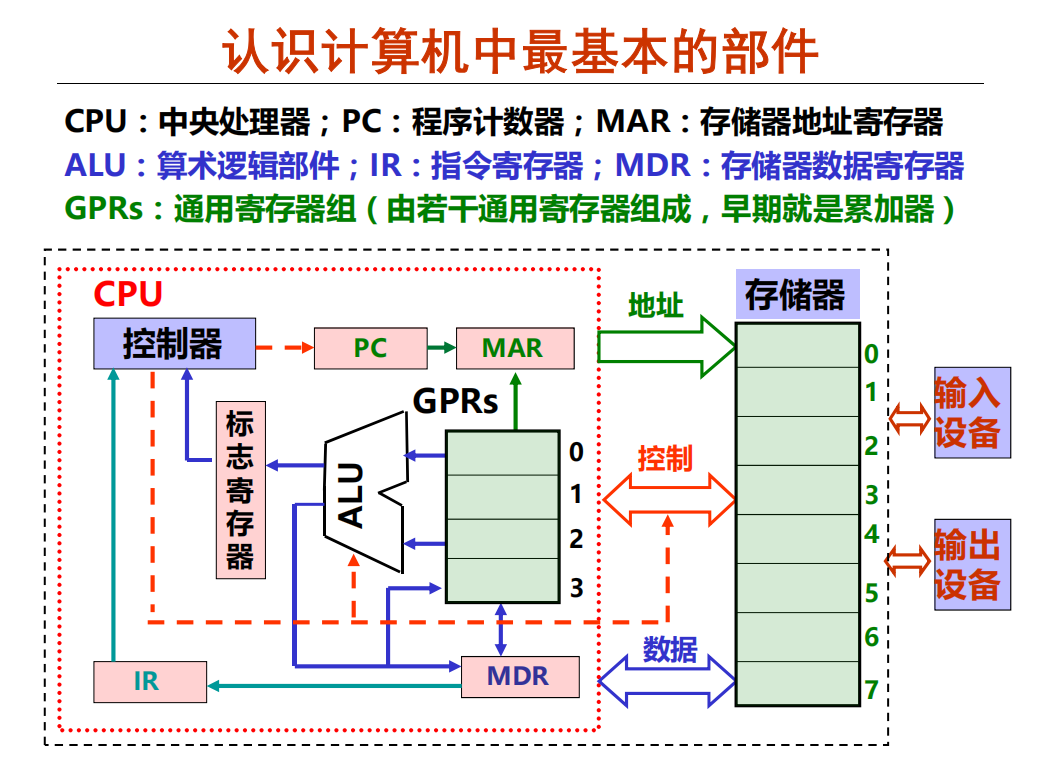 认识计算机中最基本的部件
CPU：中央处理器；PC：程序计数器；MAR：存储器地址寄存器
ALU：算术逻辑部件；IR：指令寄存器；MDR：存储器数据寄存器
GPRs：通用寄存器组（由若干通用寄存器组成，早期就是累加器）
CPU
控制器
PC
MAR
地址
存储器
GPRs
标志寄存器
ALU
0
1
2
3
控制
数据
IR
MDR
0
1
2
3
4
5
6
7
输入
设备
输出
设备